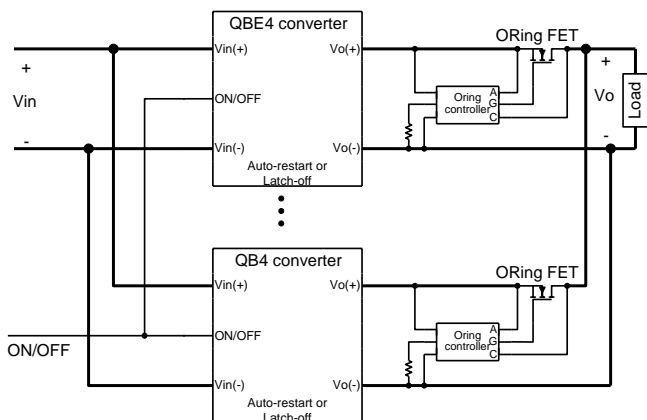 QBE4 converter
ORing FET
Vin(+)
Vo(+)
+
Vin
-
ON/OFF
Oring
controller
A
G
C
+
Vo
-
Load
Vin(-)
Vo(-)
Auto-restart or
Latch-off
QB4 converter
ORing FET
Vin(+)
Vo(+)
ON/OFF
ON/OFF
Oring
controller
A
G
C
Vin(-)
Vo(-)
Auto-restart or
Latch-off